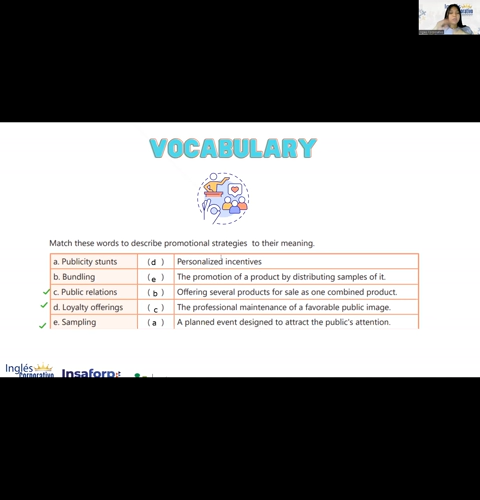 VOCABULARY
Match these words to describe promotional strategies to their meaning.
a. Publicity stunts ( d ) Personalized incentives
b. Bundling ( e ) The promotion of a product by distributing samples of it.
c. Public relations ( b ) Offering several products for sale as one combined product.
d. Loyalty offerings ( c ) The professional maintenance of a favorable public image.
e. Sampling ( a ) A planned event designed to attract the public's attention.
Inglés
corporativo
Insaforp